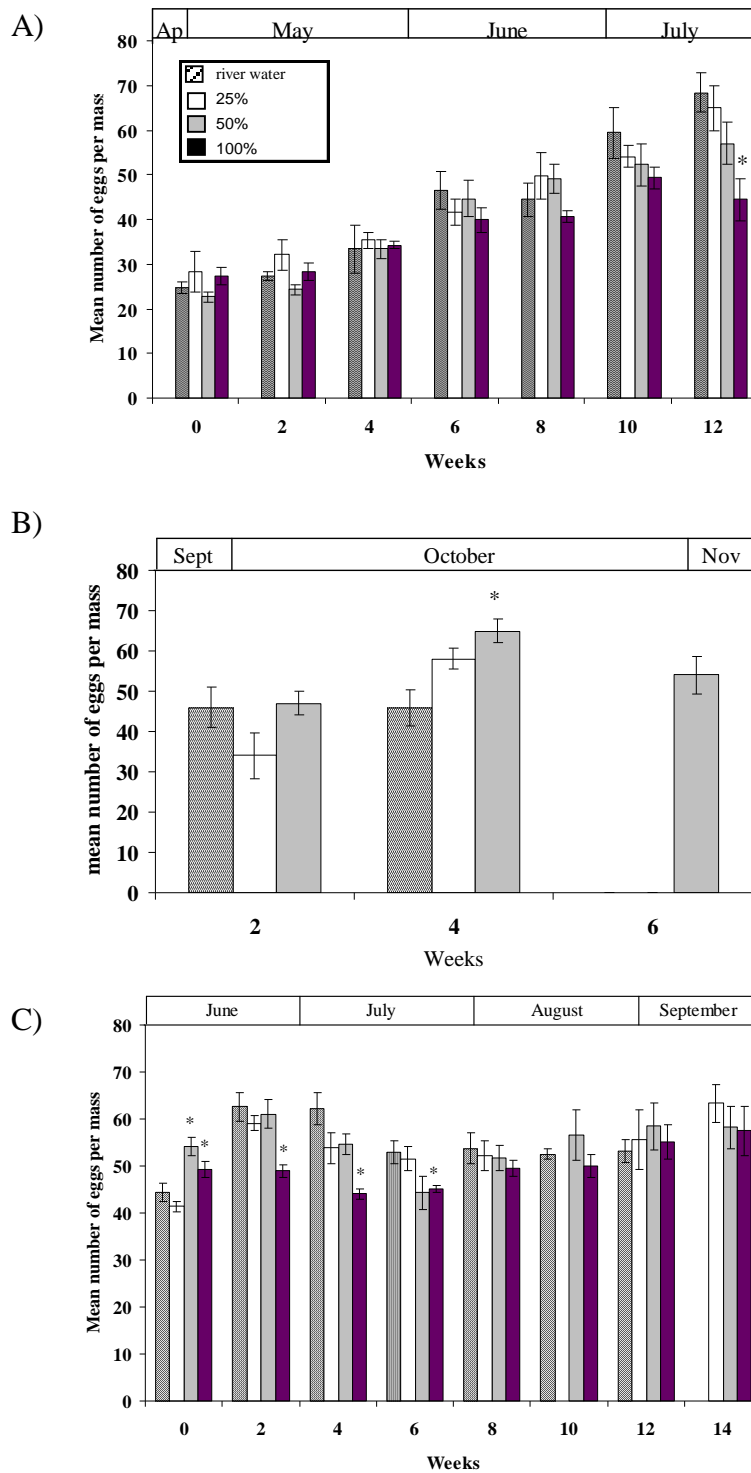 A)
Ap May June July
80
70
60
50
40
30
20
10
0
Mean number of eggs per mass
river water
25%
50%
100%
*
0 2 4 6 8 10 12
Weeks
B)
Sept October Nov
80
70
60
50
40
30
20
10
0
mean number of eggs per mass
*
2 4 6
Weeks
C)
June July August September
80
70
60
50
40
30
20
10
0
Mean number of eggs per mass
* * * * *
0 2 4 6 8 10 12 14
Weeks